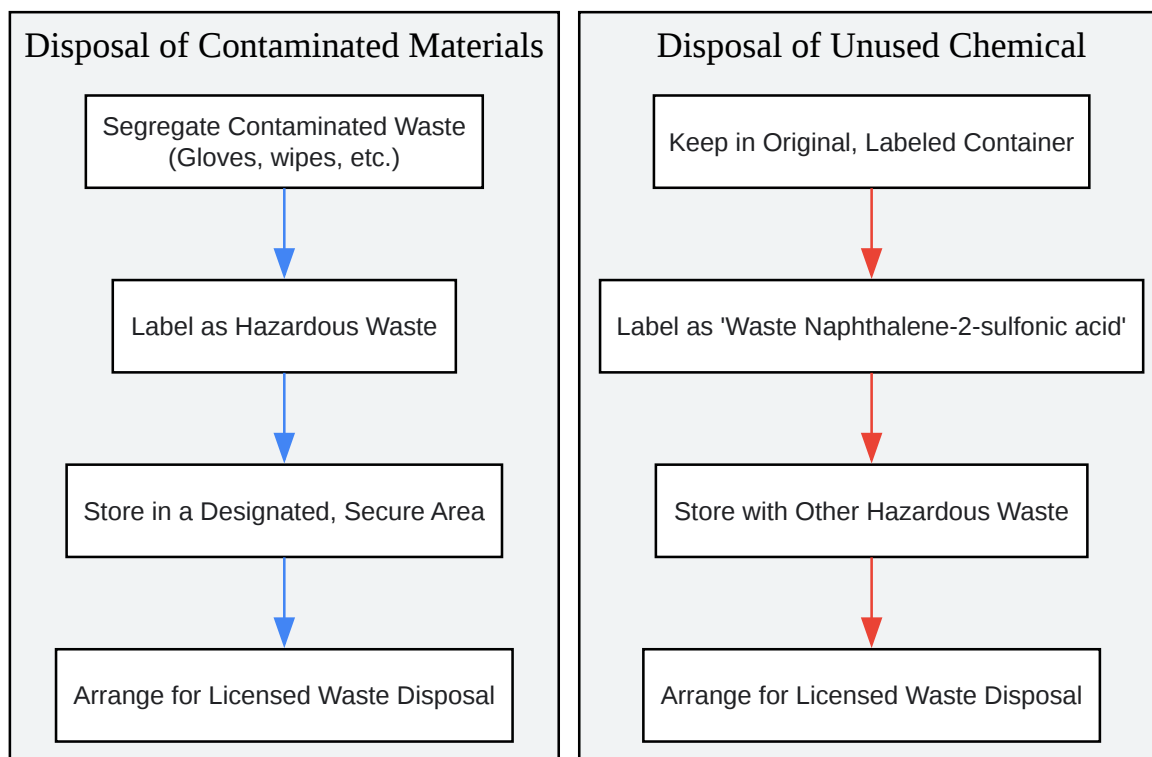 Disposal of Contaminated Materials
Segregate Contaminated Waste
(Gloves, wipes, etc.)
Label as Hazardous Waste
Store in a Designated, Secure Area
Arrange for Licensed Waste Disposal
Disposal of Unused Chemical
Keep in Original, Labeled Container
Label as 'Waste Naphthalene-2-sulfonic acid'
Store with Other Hazardous Waste
Arrange for Licensed Waste Disposal